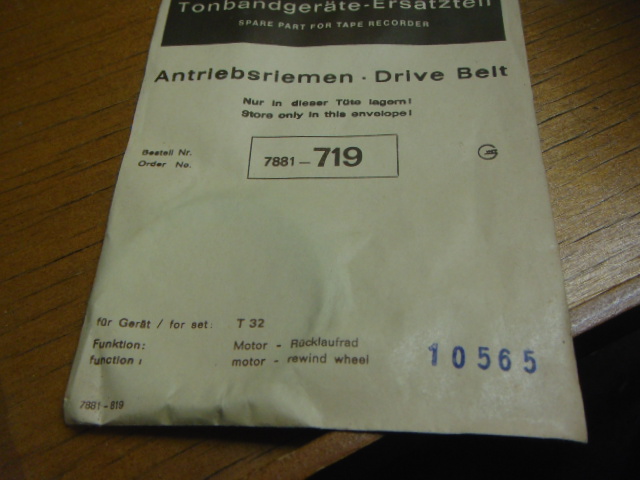 Tonbandgeräte-Ersatzteil
SPARE PART FOR TAPE RECORDER
Antriebsriemen · Drive Belt
Nur in dieser Tüte lagern!
Store only in this envelope!
Bestell Nr.
Order No.
7881-719
für Gerät / for set: T 32
Funktion: Motor - Rücklaufrad
function: motor - rewind wheel
10565
7881-819